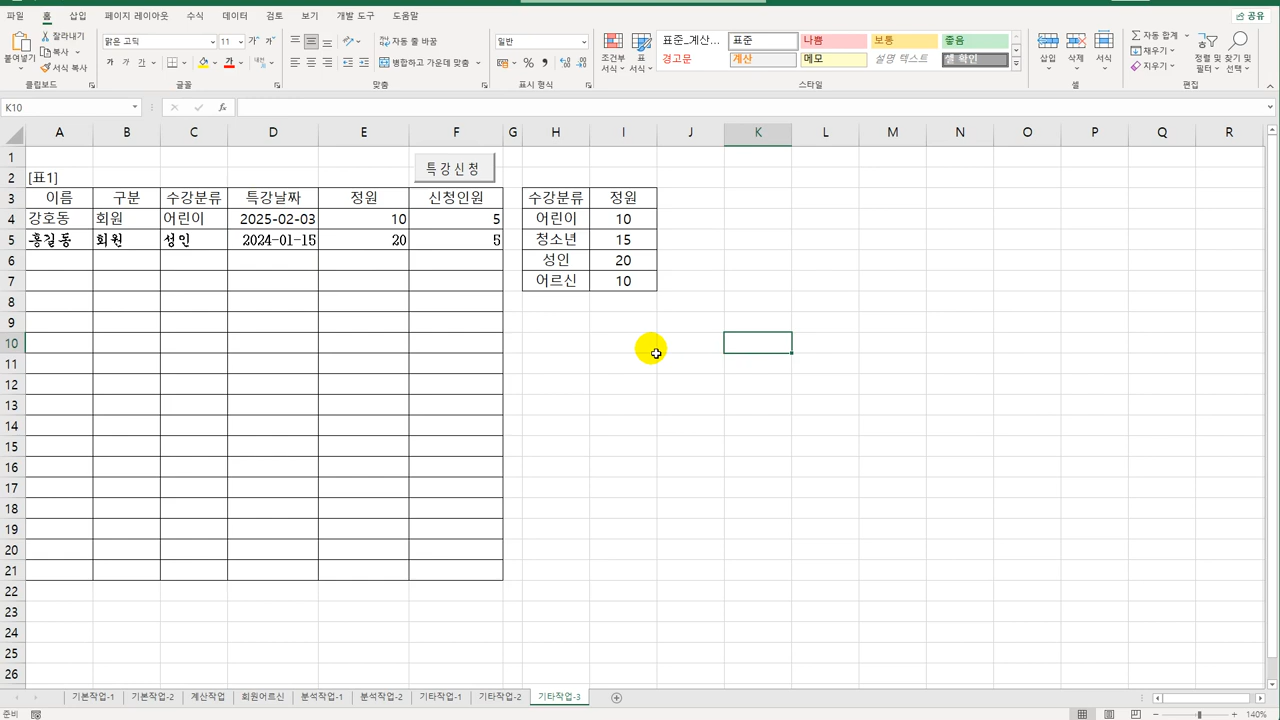 파일 홈 삽입 페이지 레이아웃 수식 데이터 검토 보기 개발 도구 도움말 공유
붙여넣기 잘라내기 복사 서식 복사
맑은 고딕 11 가 가
가 가 가 가
자동 줄 바꿈
병합하고 가운데 맞춤
일반
% ,
조건부 서식 표 서식
표준_계산... 표준 나쁨 보통 좋음
경고문 계산 메모 설명 텍스트 셀 확인
삽입 삭제 서식
자동 합계 채우기 지우기
정렬 및 필터 찾기 및 선택
클립보드 글꼴 맞춤 표시 형식 스타일 셀 편집
K10 fx
A B C D E F G H I J K L M N O P Q R
1 특강신청
2 [표1]
3 이름 구분 수강분류 특강날짜 정원 신청인원 수강분류 정원
4 강호동 회원 어린이 2025-02-03 10 5 어린이 10
5 홍길동 회원 성인 2024-01-15 20 5 청소년 15
6 성인 20
7 어르신 10
8
9
10
11
12
13
14
15
16
17
18
19
20
21
22
23
24
25
26
기본작업-1 기본작업-2 계산작업 회원어르신 분석작업-1 분석작업-2 기타작업-1 기타작업-2 기타작업-3
준비 140%